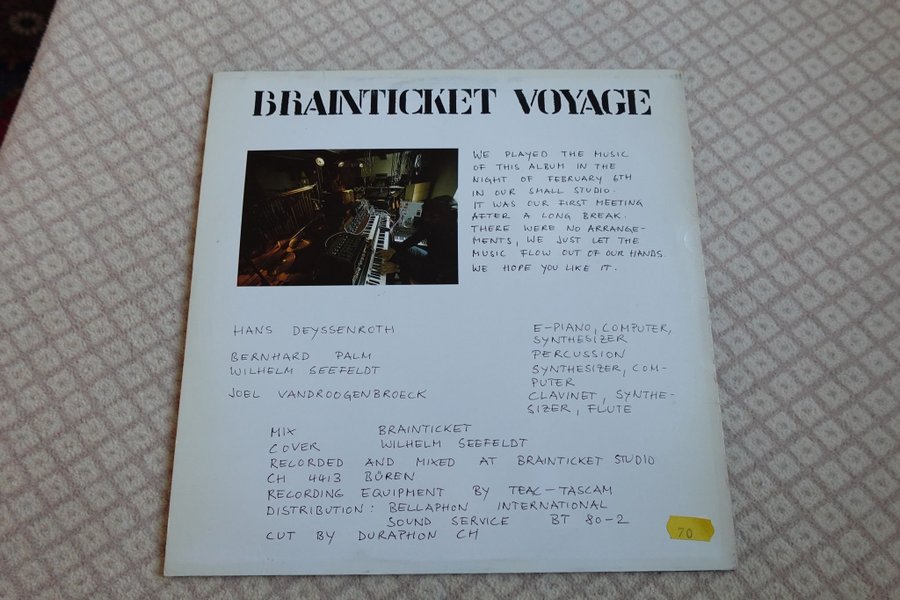 BRAINTICKET VOYAGE
WE PLAYED THE MUSIC
OF THIS ALBUM IN THE
NIGHT OF FEBRUARY 6TH
IN OUR SMALL STUDIO.
IT WAS OUR FIRST MEETING
AFTER A LONG BREAK.
THERE WERE NO ARRANGE-
MENTS, WE JUST LET THE
MUSIC FLOW OUT OF OUR HANDS.
WE HOPE YOU LIKE IT.
HANS DEYSSENROTH E-PIANO, COMPUTER,
SYNTHESIZER
BERNHARD PALM PERCUSSION
WILHELM SEEFELDT SYNTHESIZER, COM-
PUTER
JOEL VANDROOGENBROECK CLAVINET, SYNTHE-
SIZER, FLUTE
MIX BRAINTICKET
COVER WILHELM SEEFELDT
RECORDED AND MIXED AT BRAINTICKET STUDIO
CH 4413 BÜREN
RECORDING EQUIPMENT BY TEAC-TASCAM
DISTRIBUTION: BELLAPHON INTERNATIONAL
SOUND SERVICE BT 80-2
CUT BY DURAPHON CH
70